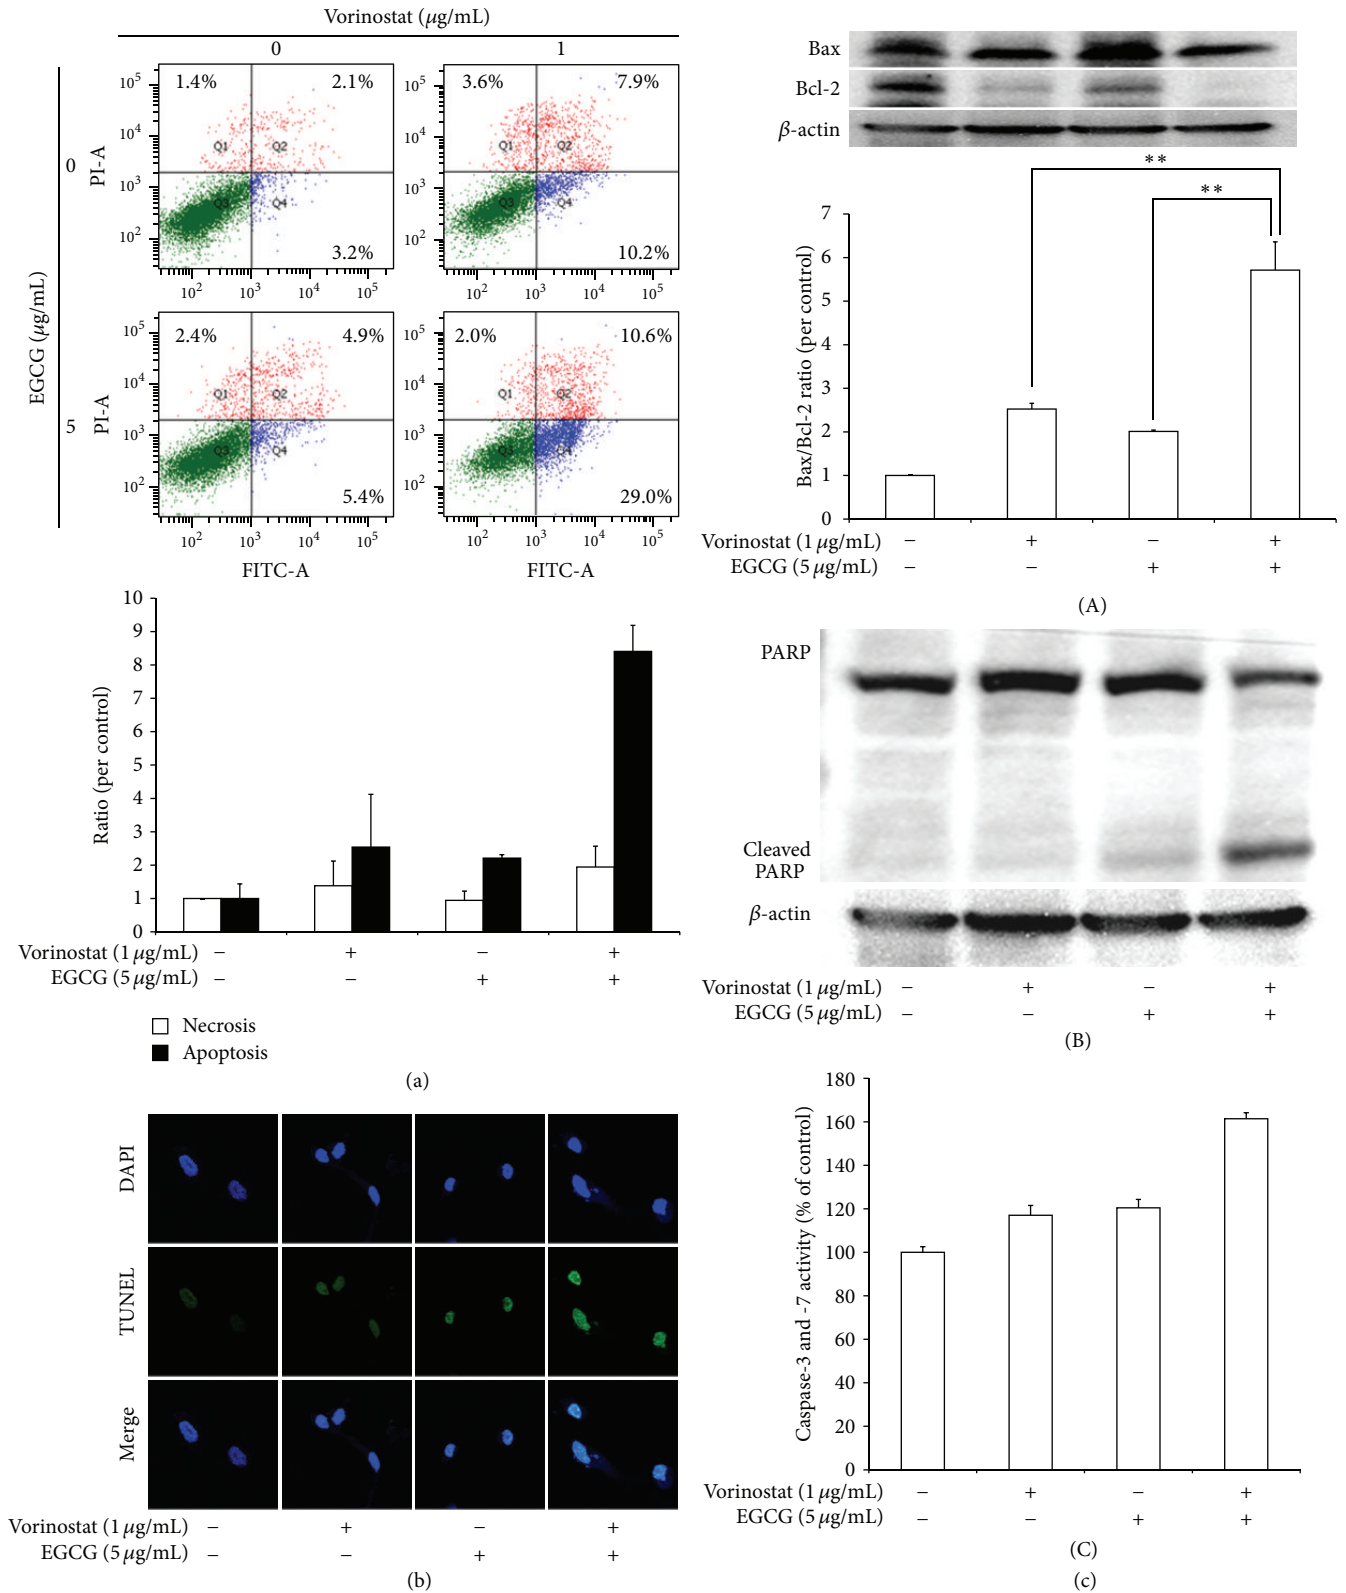 Vorinostat (μg/mL)
0 1
EGCG (μg/mL)
0
5
PI-A
10⁵
10⁴
10³
10²
1.4% 2.1%
Q1 Q2
Q3 Q4
3.2%
10² 10³ 10⁴ 10⁵
10⁵
10⁴
10³
10²
3.6% 7.9%
Q1 Q2
Q3 Q4
10.2%
10² 10³ 10⁴ 10⁵
PI-A
10⁵
10⁴
10³
10²
2.4% 4.9%
Q1 Q2
Q3 Q4
5.4%
10² 10³ 10⁴ 10⁵
FITC-A
10⁵
10⁴
10³
10²
2.0% 10.6%
Q1 Q2
Q3 Q4
29.0%
10² 10³ 10⁴ 10⁵
FITC-A
Ratio (per control)
10
9
8
7
6
5
4
3
2
1
0
Vorinostat (1 μg/mL) − + − +
EGCG (5 μg/mL) − − + +
Necrosis
Apoptosis
(a)
DAPI
TUNEL
Merge
Vorinostat (1 μg/mL) − + − +
EGCG (5 μg/mL) − − + +
(b)
Bax
Bcl-2
β-actin
**
**
Bax/Bcl-2 ratio (per control)
7
6
5
4
3
2
1
0
Vorinostat (1 μg/mL) − + − +
EGCG (5 μg/mL) − − + +
(A)
PARP
Cleaved
PARP
β-actin
Vorinostat (1 μg/mL) − + − +
EGCG (5 μg/mL) − − + +
(B)
Caspase-3 and -7 activity (% of control)
180
160
140
120
100
80
60
40
20
0
Vorinostat (1 μg/mL) − + − +
EGCG (5 μg/mL) − − + +
(C)
(c)